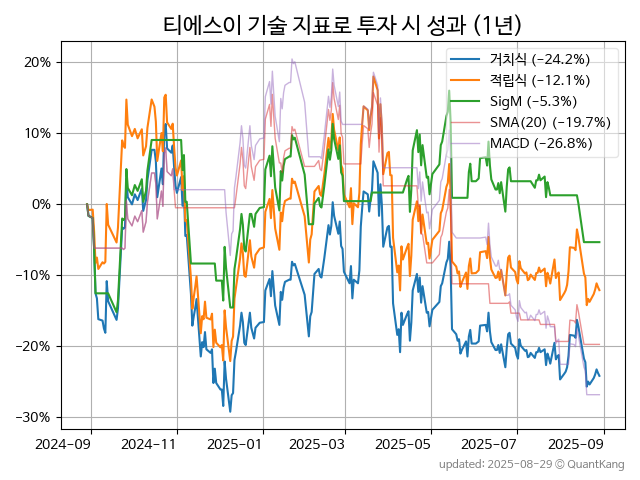 티에스이 기술 지표로 투자 시 성과 (1년)
거치식 (−24.2%)
적립식 (−12.1%)
SigM (−5.3%)
SMA(20) (−19.7%)
MACD (−26.8%)
20%
10%
0%
−10%
−20%
−30%
2024-09 2024-11 2025-01 2025-03 2025-05 2025-07 2025-09
updated: 2025-08-29 © QuantKang